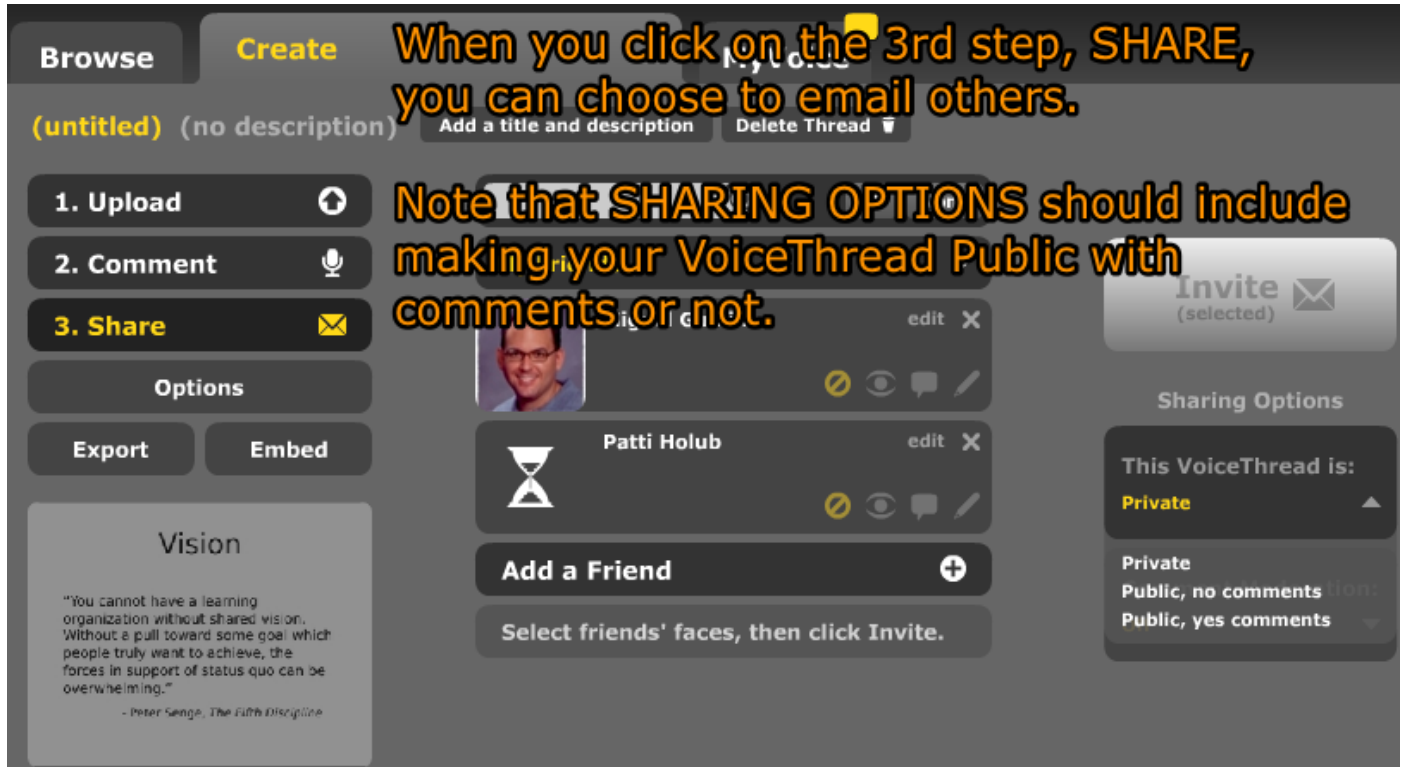 Browse
Create
When you click on the 3rd step, SHARE,
you can choose to email others.
(untitled) (no description)
Add a title and description
Delete Thread
1. Upload
2. Comment
3. Share
Options
Export
Embed
Note that SHARING OPTIONS should include
making your VoiceThread Public with
comments or not.
edit
Patti Holub
edit
Add a Friend
Select friends' faces, then click Invite.
Invite
(selected)
Sharing Options
This VoiceThread is:
Private
Private
Public, no comments
Public, yes comments
Vision
"You cannot have a learning
organization without shared vision.
Without a pull toward some goal which
people truly want to achieve, the
forces in support of status quo can be
overwhelming."
- Peter Senge, The Fifth Discipline